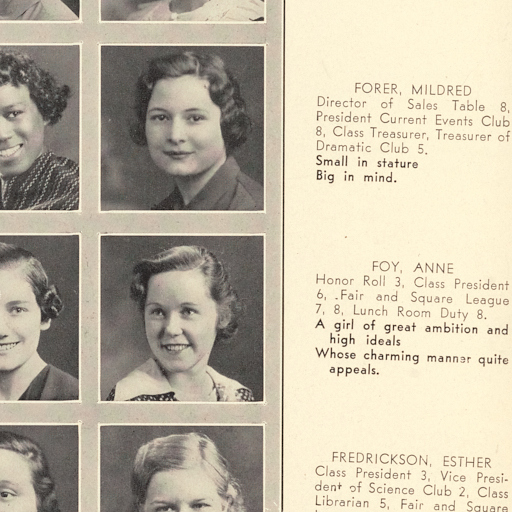 FORER, MILDRED
Director of Sales Table 8,
President Current Events Club
8, Class Treasurer, Treasurer of
Dramatic Club 5.
Small in stature
Big in mind.
FOY, ANNE
Honor Roll 3, Class President
6, .Fair and Square League
7, 8, Lunch Room Duty 8.
A girl of great ambition and
high ideals
Whose charming manner quite
appeals.
FREDRICKSON, ESTHER
Class President 3, Vice Presi-
dent of Science Club 2, Class
Librarian 5, Fair and Square